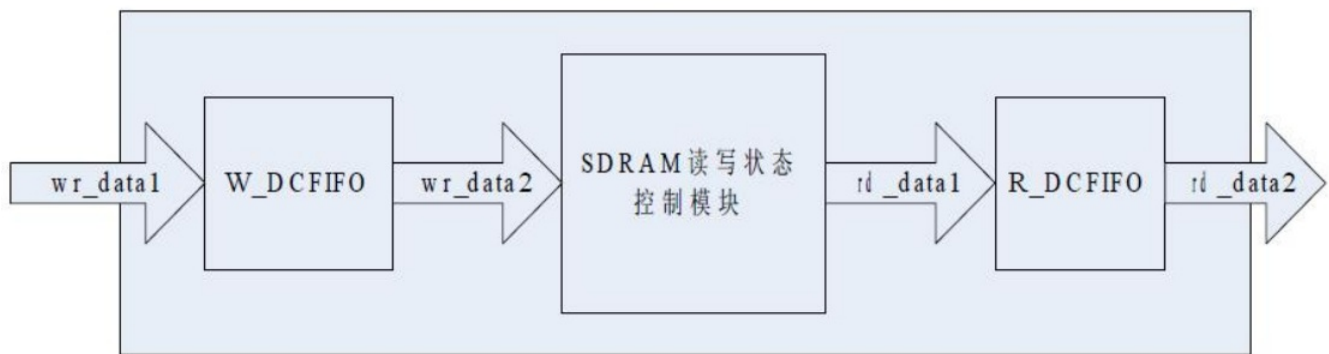 wr_data1
W_DCFIFO
wr_data2
SDRAM读写状态
控制模块
rd_data1
R_DCFIFO
rd_data2